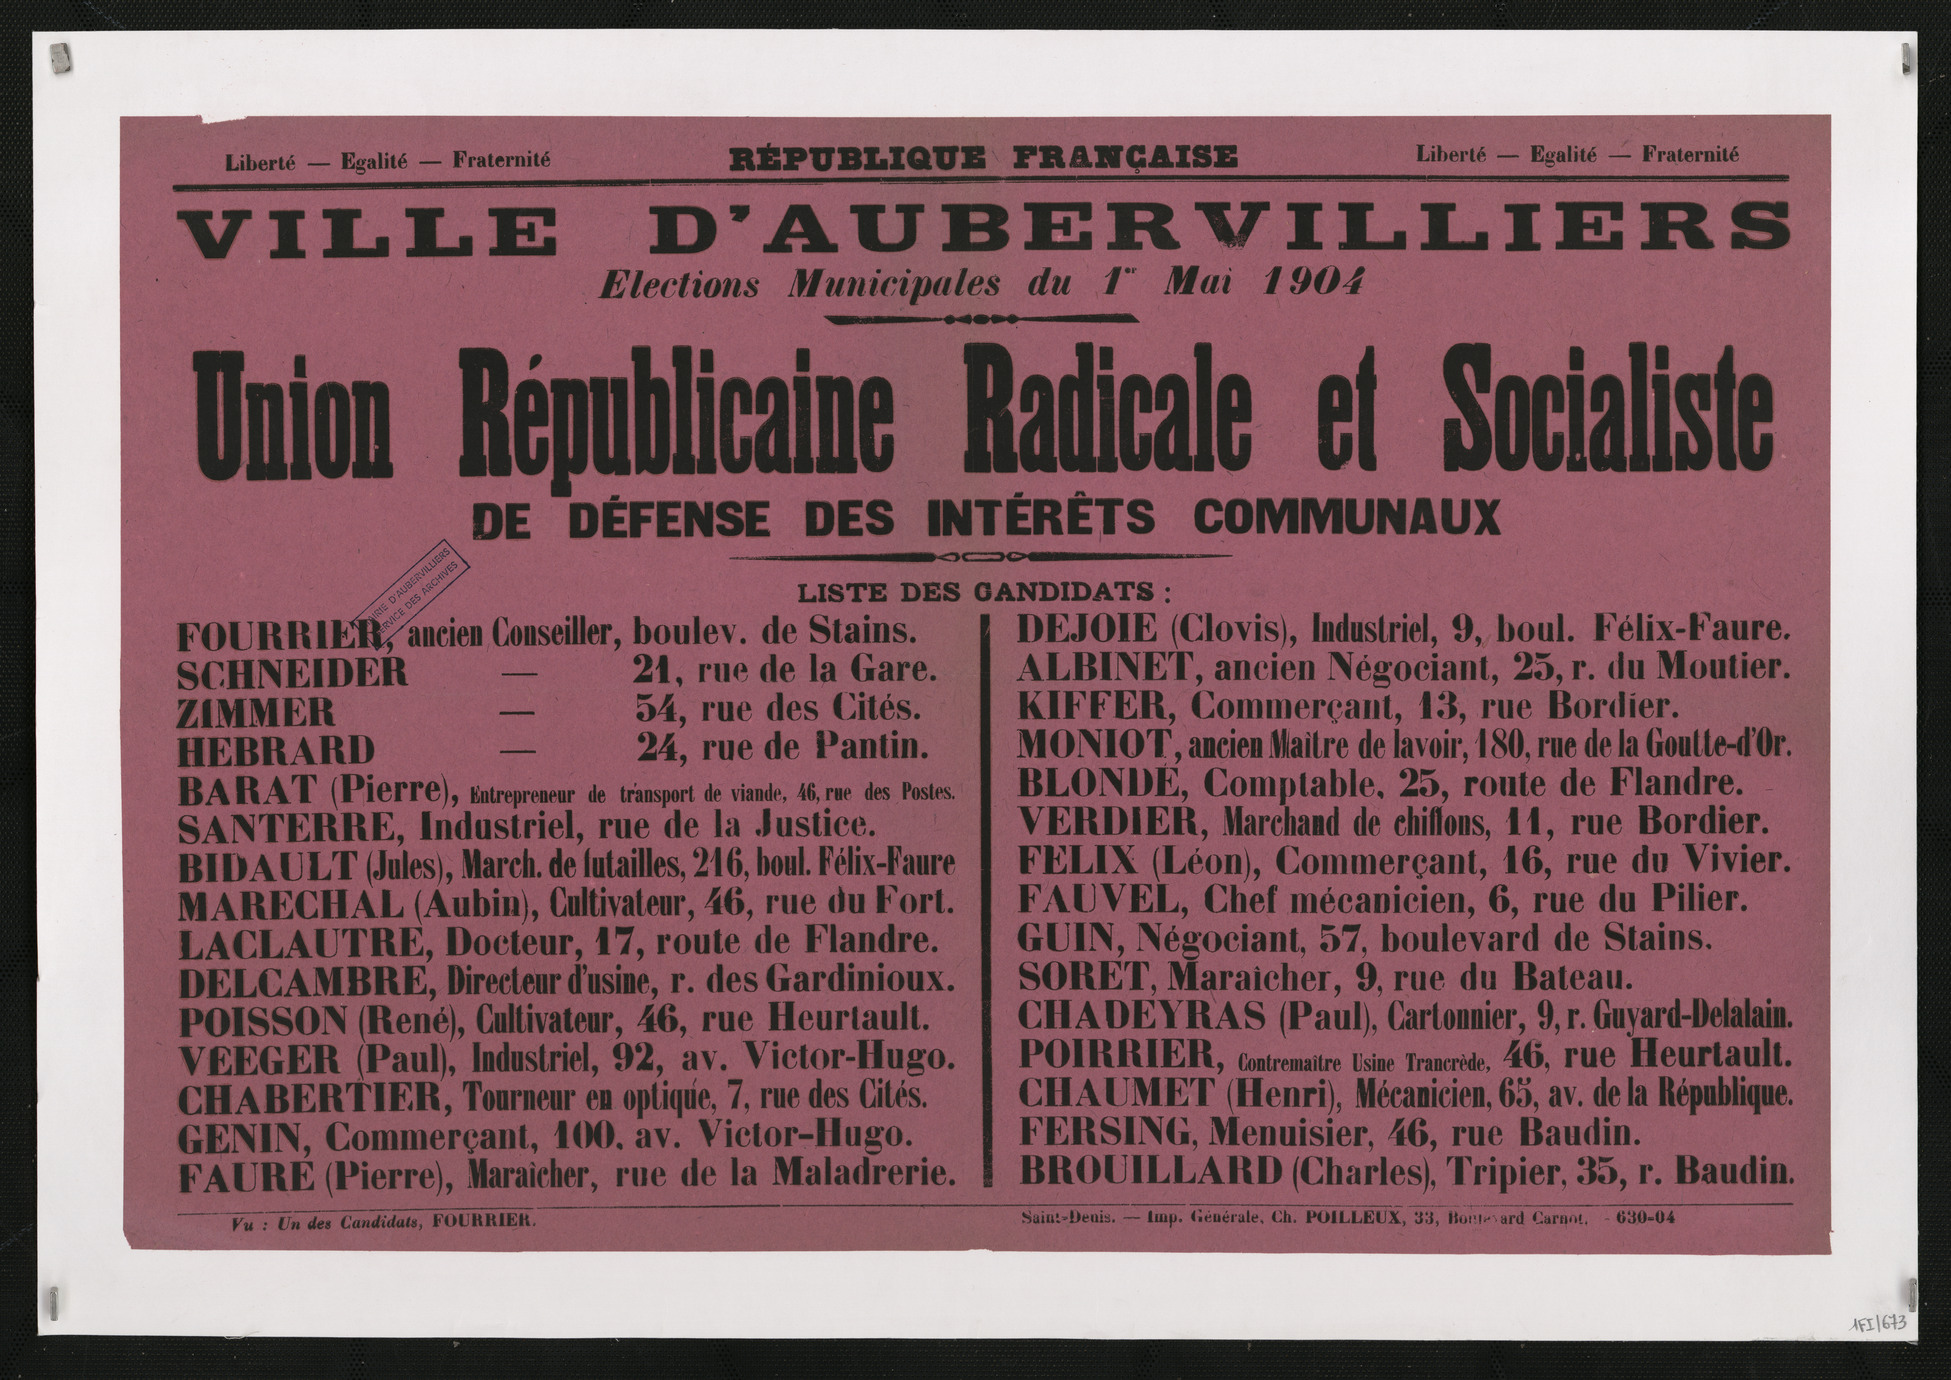 Liberté — Egalité — Fraternité
RÉPUBLIQUE FRANÇAISE
Liberté — Egalité — Fraternité
VILLE D'AUBERVILLIERS
Elections Municipales du 1er Mai 1904
Union Républicaine Radicale et Socialiste
DE DÉFENSE DES INTÉRÊTS COMMUNAUX
MAIRIE D'AUBERVILLIERS
SERVICE DES ARCHIVES
LISTE DES CANDIDATS :
FOURRIER, ancien Conseiller, boulev. de Stains.
SCHNEIDER — 21, rue de la Gare.
ZIMMER — 54, rue des Cités.
HEBRARD — 24, rue de Pantin.
BARAT (Pierre), Entrepreneur de transport de viande, 46, rue des Postes.
SANTERRE, Industriel, rue de la Justice.
BIDAULT (Jules), March. de futailles, 216, boul. Félix-Faure
MARECHAL (Aubin), Cultivateur, 46, rue du Fort.
LACLAUTRE, Docteur, 17, route de Flandre.
DELCAMBRE, Directeur d'usine, r. des Gardinioux.
POISSON (René), Cultivateur, 46, rue Heurtault.
VEEGER (Paul), Industriel, 92, av. Victor-Hugo.
CHABERTIER, Tourneur en optique, 7, rue des Cités.
GENIN, Commerçant, 100, av. Victor-Hugo.
FAURE (Pierre), Maraîcher, rue de la Maladrerie.
DEJOIE (Clovis), Industriel, 9, boul. Félix-Faure.
ALBINET, ancien Négociant, 25, r. du Moutier.
KIFFER, Commerçant, 13, rue Bordier.
MONIOT, ancien Maître de lavoir, 180, rue de la Goutte-d'Or.
BLONDÉ, Comptable, 25, route de Flandre.
VERDIER, Marchand de chiffons, 11, rue Bordier.
FELIX (Léon), Commerçant, 16, rue du Vivier.
FAUVEL, Chef mécanicien, 6, rue du Pilier.
GUIN, Négociant, 57, boulevard de Stains.
SORET, Maraîcher, 9, rue du Bateau.
CHADEYRAS (Paul), Cartonnier, 9, r. Guyard-Delalain.
POIRRIER, Contremaître Usine Trancrède, 46, rue Heurtault.
CHAUMET (Henri), Mécanicien, 65, av. de la République.
FERSING, Menuisier, 46, rue Baudin.
BROUILLARD (Charles), Tripier, 35, r. Baudin.
Vu : Un des Candidats, FOURRIER.
Saint-Denis. — Imp. Générale, Ch. POILLEUX, 33, Boulevard Carnot. - 630-04
1FI/673